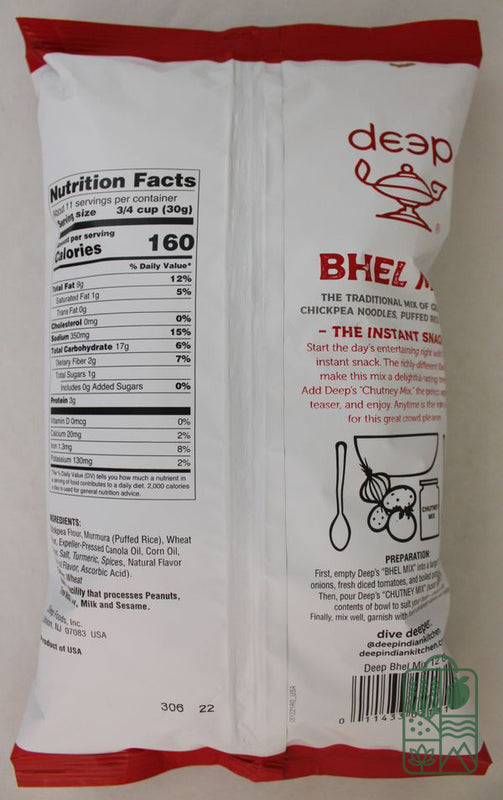 Nutrition Facts
About 11 servings per container
Serving size 3/4 cup (30g)
Amount per serving
Calories 160
% Daily Value*
Total Fat 9g 12%
Saturated Fat 1g 5%
Trans Fat 0g
Cholesterol 0mg 0%
Sodium 350mg 15%
Total Carbohydrate 17g 6%
Dietary Fiber 2g 7%
Total Sugars 1g
Includes 0g Added Sugars 0%
Protein 3g
Vitamin D 0mcg 0%
Calcium 20mg 2%
Iron 1.3mg 8%
Potassium 130mg 2%
* The % Daily Value (DV) tells you how much a nutrient in
a serving of food contributes to a daily diet. 2,000 calories
a day is used for general nutrition advice.
INGREDIENTS:
Flour, Murmura (Puffed Rice), Wheat
Expeller-Pressed Canola Oil, Corn Oil,
Salt, Turmeric, Spices, Natural Flavor
Flavor, Ascorbic Acid).
Wheat
facility that processes Peanuts,
Milk and Sesame.
Deep Foods, Inc.
NJ 07083 USA
Product of USA
306 22
deep
®
BHEL
THE TRADITIONAL MIX OF
CHICKPEA NOODLES, PUFFED
– THE INSTANT
Start the day's entertaining right with
instant snack. The richly different
make this mix a delightful-tasting
Add Deep's "Chutney Mix," the perfect
teaser, and enjoy. Anytime is the
for this great crowd
CHUTNEY
MIX
PREPARATION
First, empty Deep's "BHEL MIX" into a
onions, fresh diced tomatoes, and boiled
Then, pour Deep's "CHUTNEY MIX"
contents of bowl to suit your
Finally, mix well, garnish with
dive deeper.
@deepindiankitchen
deepindiankitchen.
Deep Bhel Mix 12
0 11433